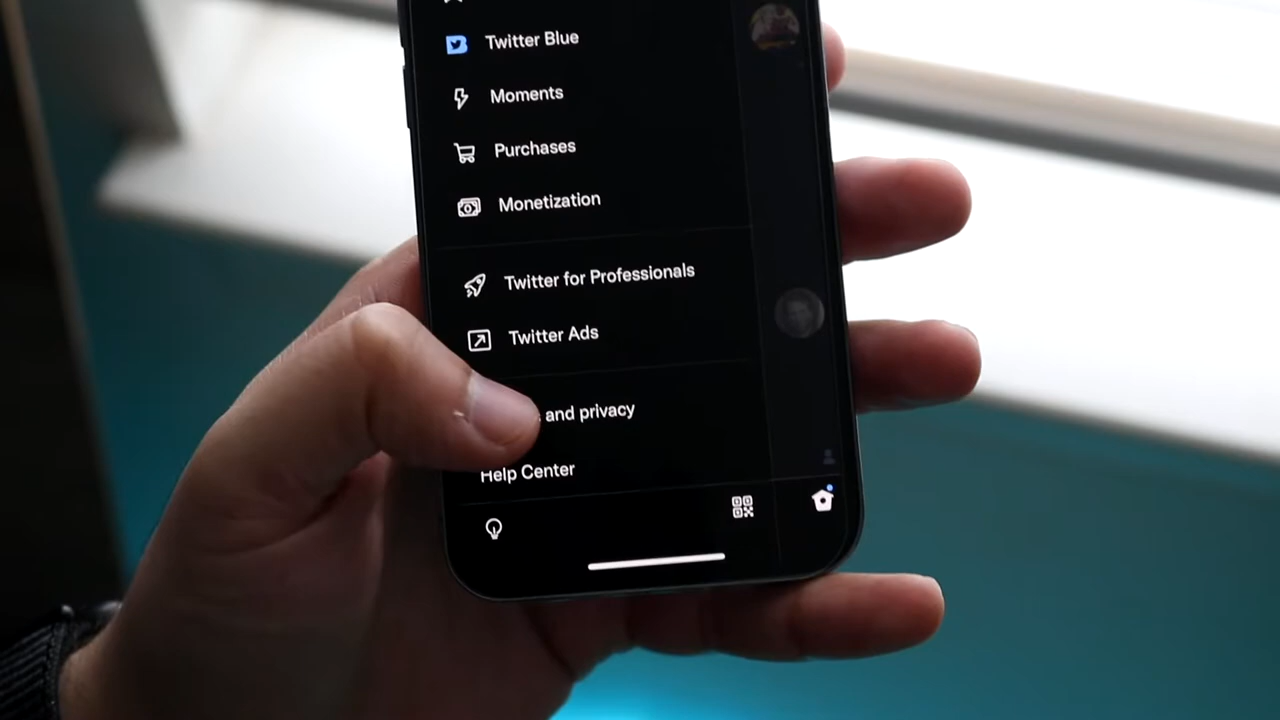 Twitter Blue
Moments
Purchases
Monetization
Twitter for Professionals
Twitter Ads
and privacy
Help Center